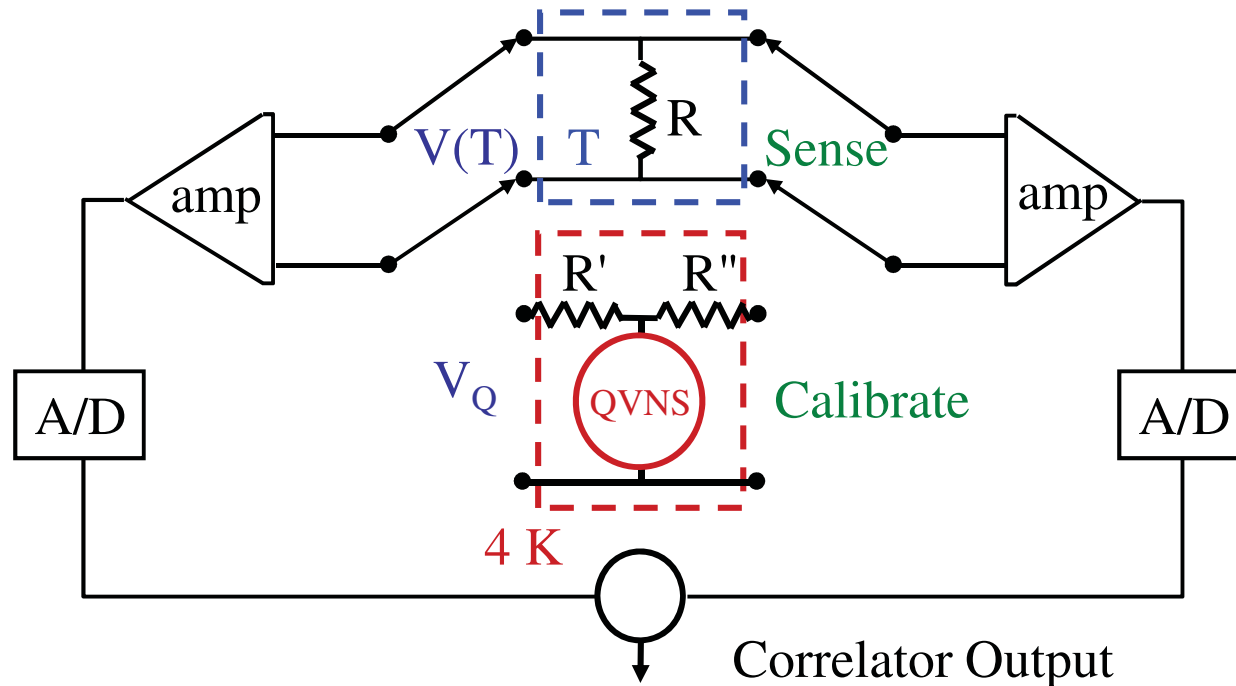 R
V(T) T Sense
amp
amp
R' R"
V_Q QVNS Calibrate
A/D
A/D
4 K
Correlator Output